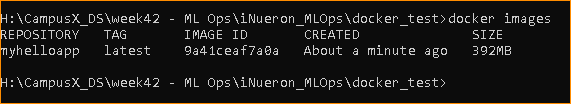 H:\CampusX_DS\week42 - ML Ops\iNueron_MLOps\docker_test>docker images
REPOSITORY   TAG       IMAGE ID       CREATED              SIZE
myhelloapp   latest    9a41ceaf7a0a   About a minute ago   392MB
H:\CampusX_DS\week42 - ML Ops\iNueron_MLOps\docker_test>